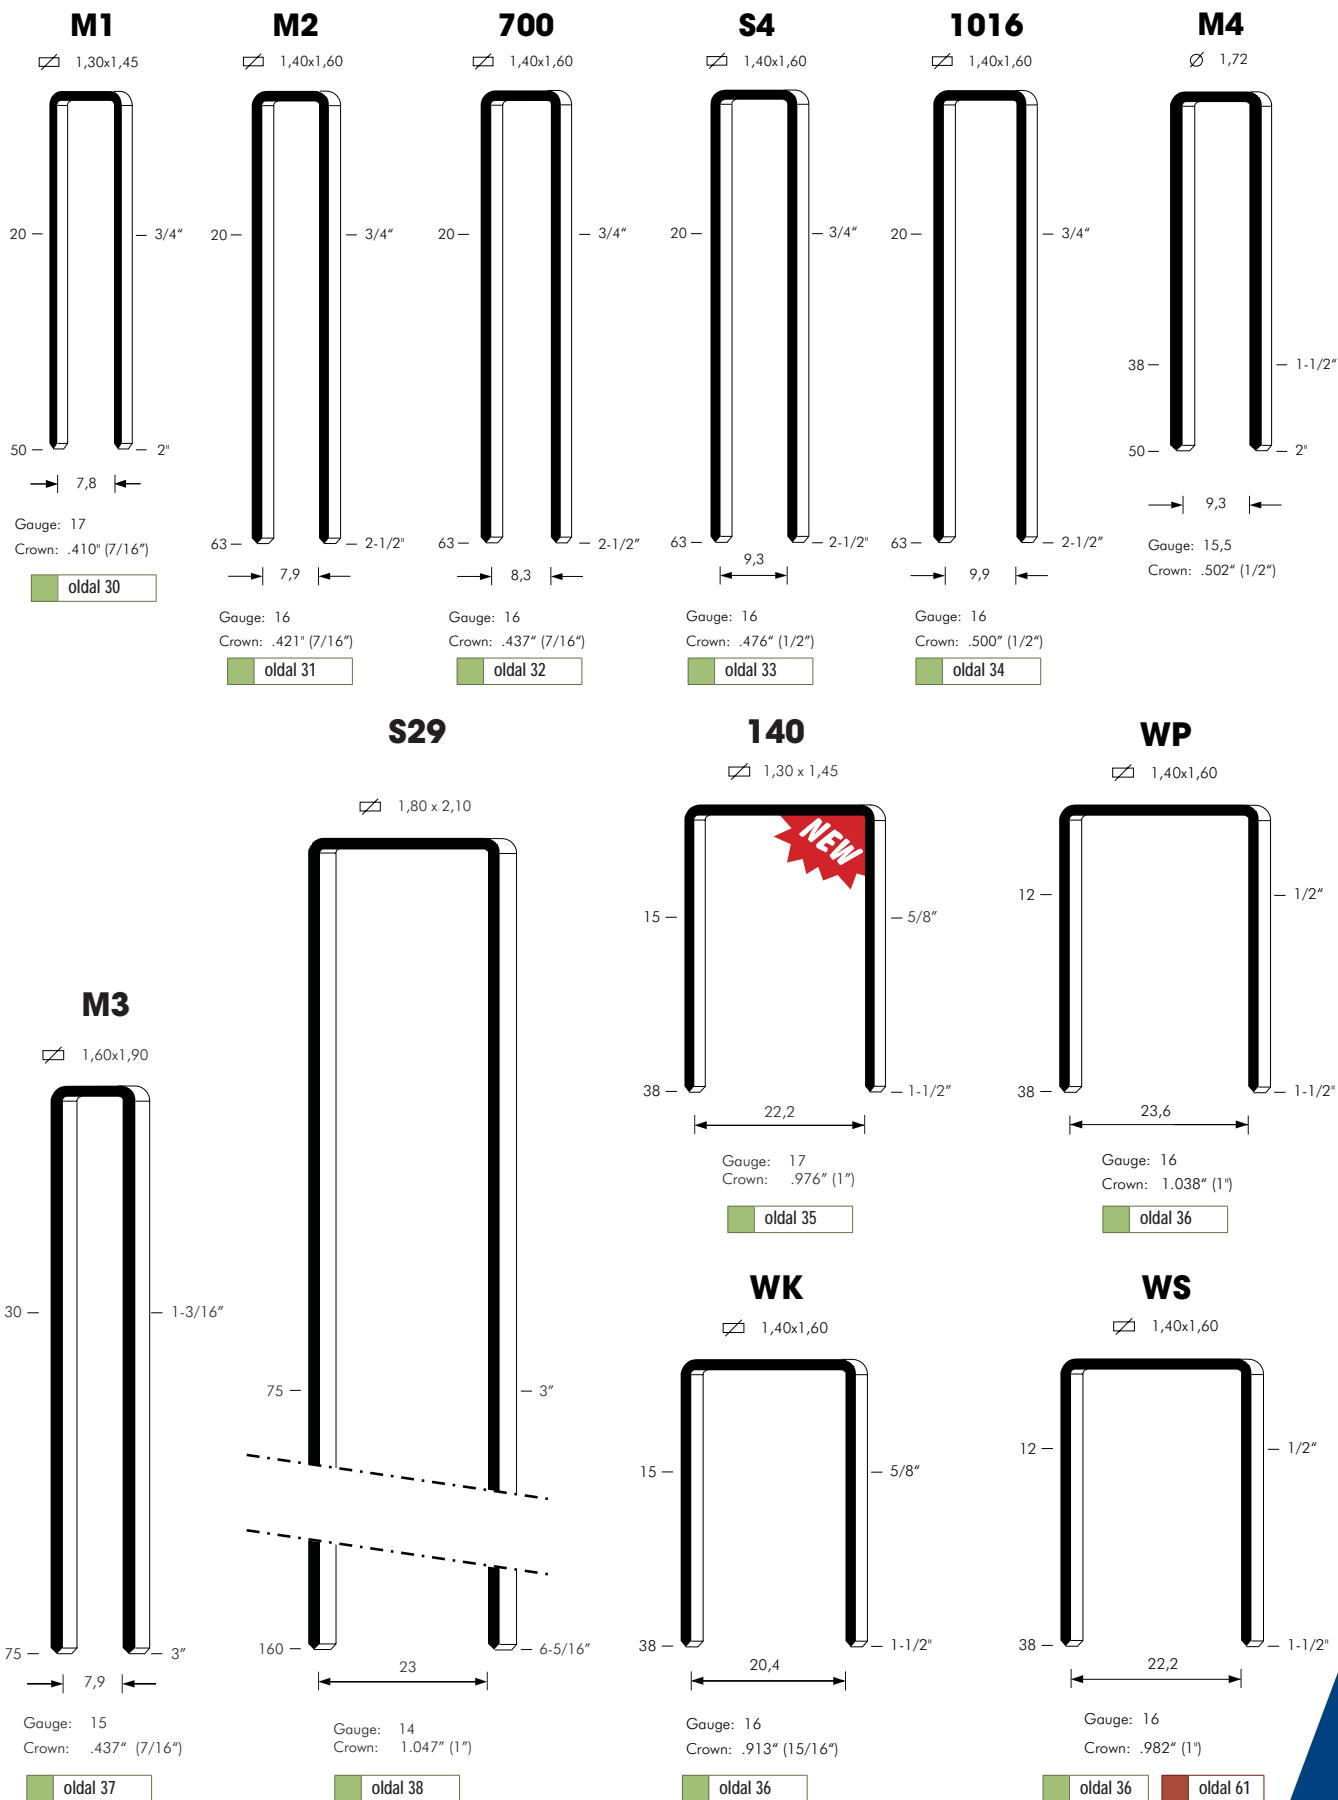 M1
1,30x1,45
20
3/4“
50
2"
7,8
Gauge: 17
Crown: .410" (7/16”)
oldal 30
M2
1,40x1,60
20
3/4“
63
2-1/2"
7,9
Gauge: 16
Crown: .421" (7/16”)
oldal 31
700
1,40x1,60
20
3/4“
63
2-1/2”
8,3
Gauge: 16
Crown: .437“ (7/16“)
oldal 32
S4
1,40x1,60
20
3/4“
63
2-1/2"
9,3
Gauge: 16
Crown: .476“ (1/2”)
oldal 33
1016
1,40x1,60
20
3/4“
63
2-1/2”
9,9
Gauge: 16
Crown: .500” (1/2“)
oldal 34
M4
Ø 1,72
38
1-1/2“
50
2"
9,3
Gauge: 15,5
Crown: .502“ (1/2“)
S29
1,80 x 2,10
75
3”
160
6-5/16”
23
Gauge: 14
Crown: 1.047” (1”)
oldal 38
140
1,30 x 1,45
NEW
15
5/8”
38
1-1/2”
22,2
Gauge: 17
Crown: .976” (1”)
oldal 35
WP
1,40x1,60
12
1/2“
38
1-1/2"
23,6
Gauge: 16
Crown: 1.038“ (1")
oldal 36
M3
1,60x1,90
30
1-3/16”
75
3”
7,9
Gauge: 15
Crown: .437“ (7/16“)
oldal 37
WK
1,40x1,60
15
5/8“
38
1-1/2"
20,4
Gauge: 16
Crown: .913“ (15/16“)
oldal 36
WS
1,40x1,60
12
1/2“
38
1-1/2"
22,2
Gauge: 16
Crown: .982“ (1")
oldal 36
oldal 61